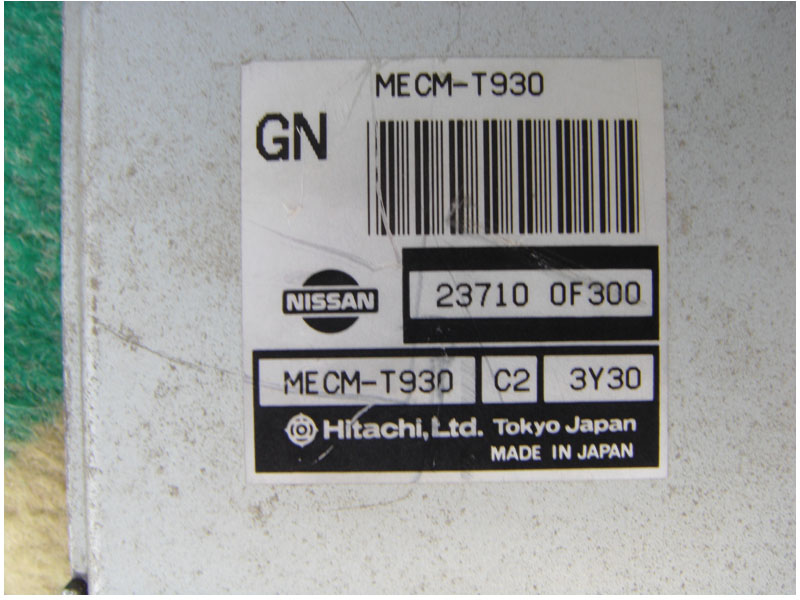 MECM-T930
GN
NISSAN
23710 0F300
MECM-T930 C2 3Y30
Hitachi, Ltd. Tokyo Japan
MADE IN JAPAN